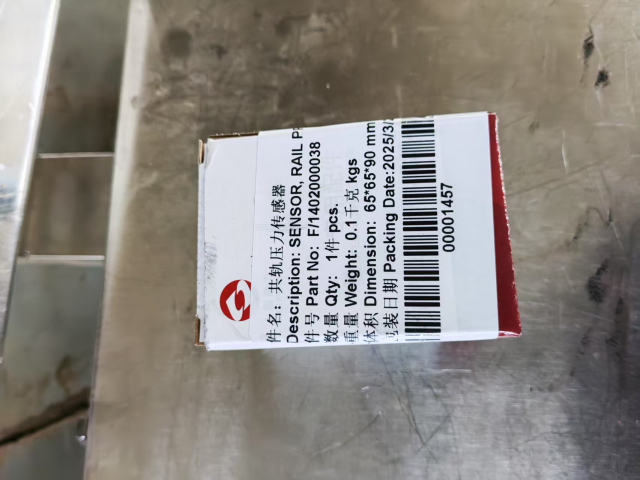 件名: 共轨压力传感器
Description: SENSOR, RAIL P
件号 Part No: F/1402000038
数量 Qty: 1件 pcs.
重量 Weight: 0.1千克 kgs
体积 Dimension: 65*65*90 mm
包装日期 Packing Date:2025/3/
00001457